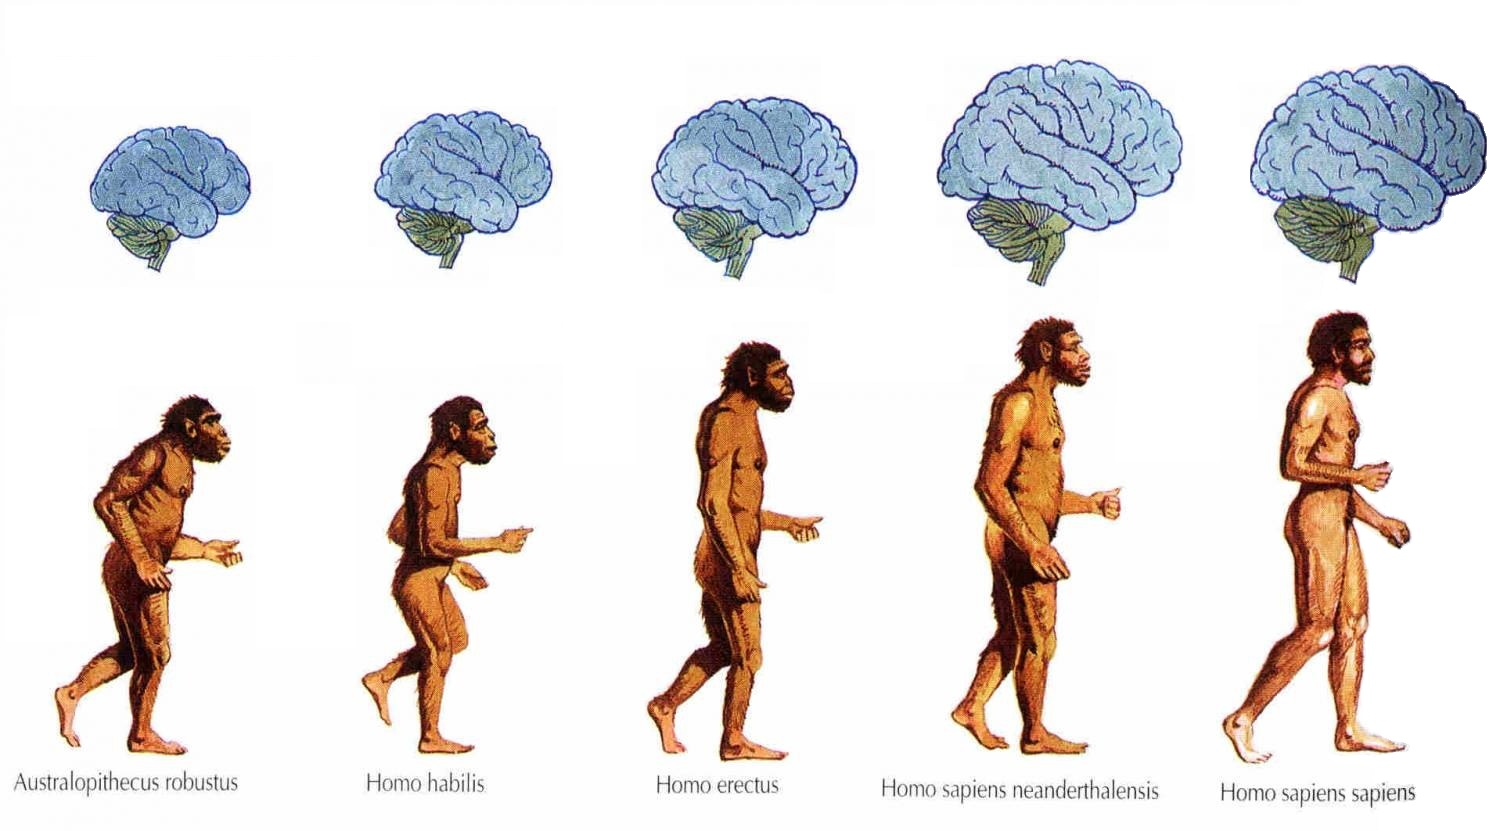 Australopithecus robustus
Homo habilis
Homo erectus
Homo sapiens neanderthalensis
Homo sapiens sapiens